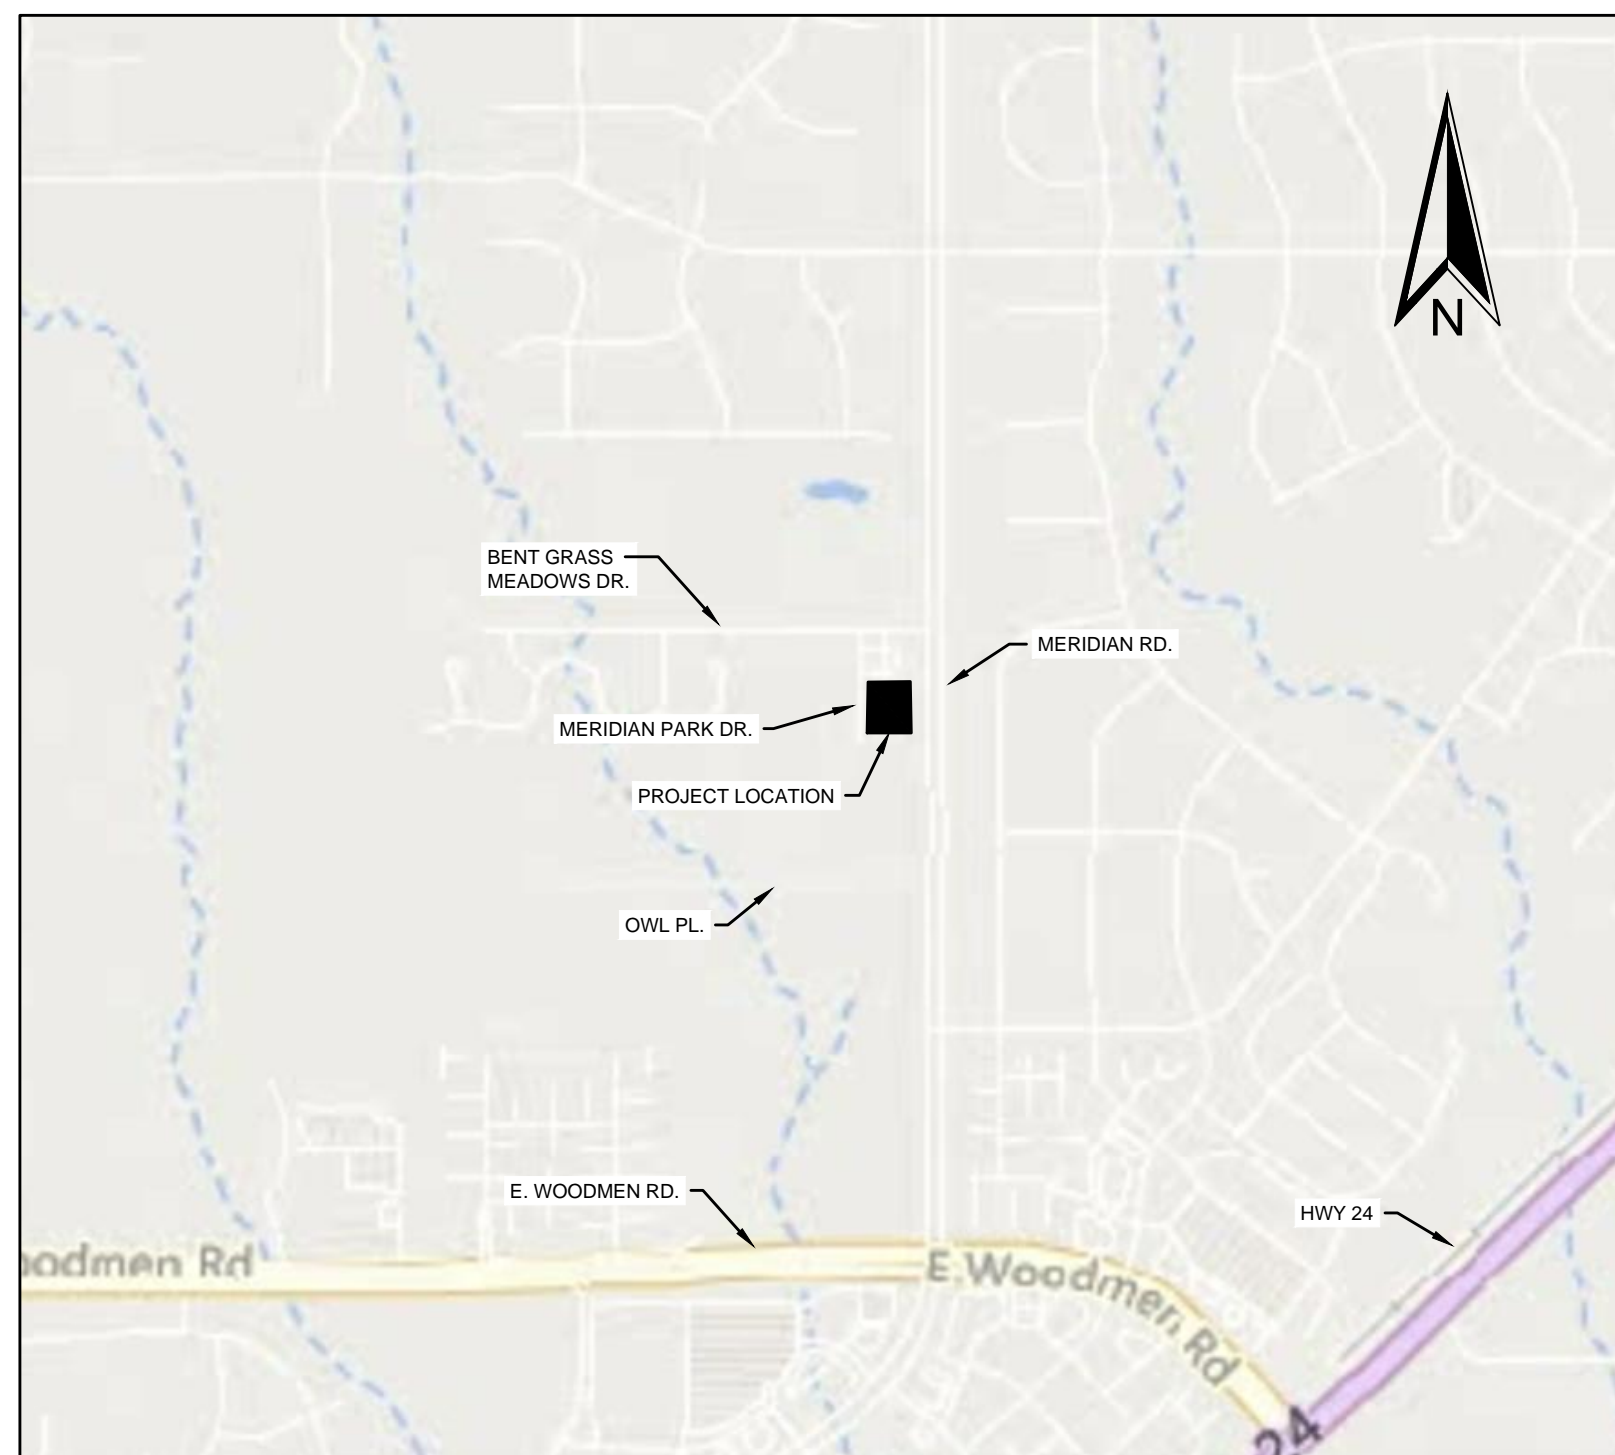 N
BENT GRASS
MEADOWS DR.
MERIDIAN RD.
MERIDIAN PARK DR.
PROJECT LOCATION
OWL PL.
E. WOODMEN RD.
HWY 24
oodmen Rd
E Woodmen Rd
24